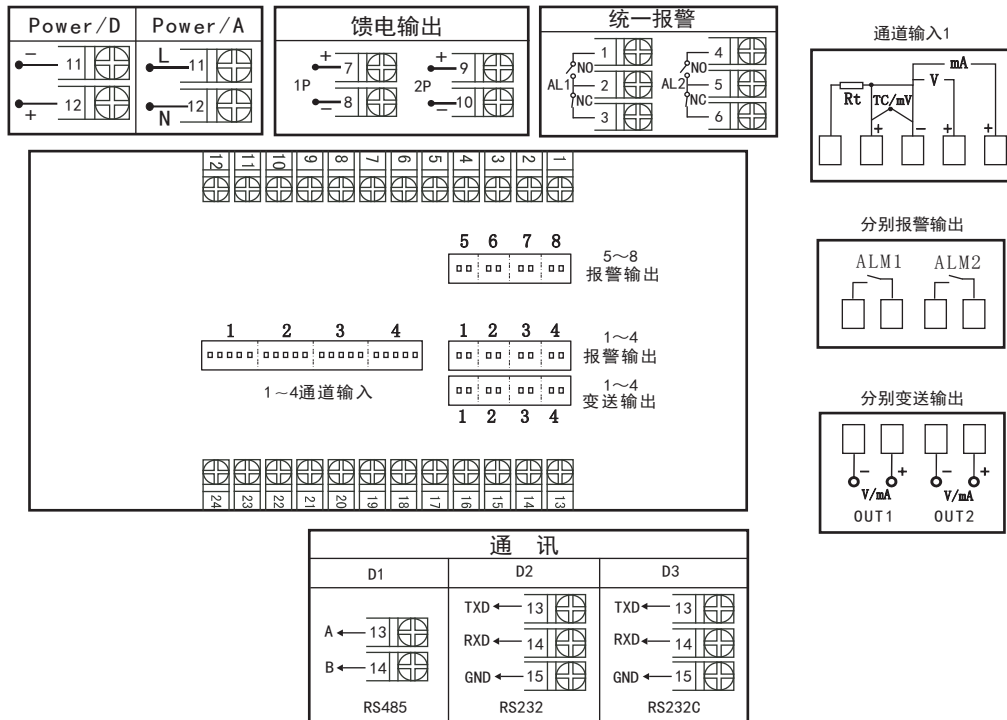 Power/D Power/A
− 11 L 11
+ 12 N 12
馈电输出
1P + 7 2P + 9
− 8 − 10
统一报警
1 4
NO NO
AL1 2 AL2 5
NC NC
3 6
通道输入1
mA
V
Rt TC/mV
+ − + +
12 11 10 9 8 7 6 5 4 3 2 1
5 6 7 8
5~8
报警输出
1 2 3 4
1~4通道输入
1 2 3 4
1~4
报警输出
1~4
变送输出
1 2 3 4
24 23 22 21 20 19 18 17 16 15 14 13
分别报警输出
ALM1 ALM2
分别变送输出
− + − +
V/mA V/mA
OUT1 OUT2
通 讯
D1 D2 D3
A 13
B 14
RS485
TXD 13
RXD 14
GND 15
RS232
TXD 13
RXD 14
GND 15
RS232C